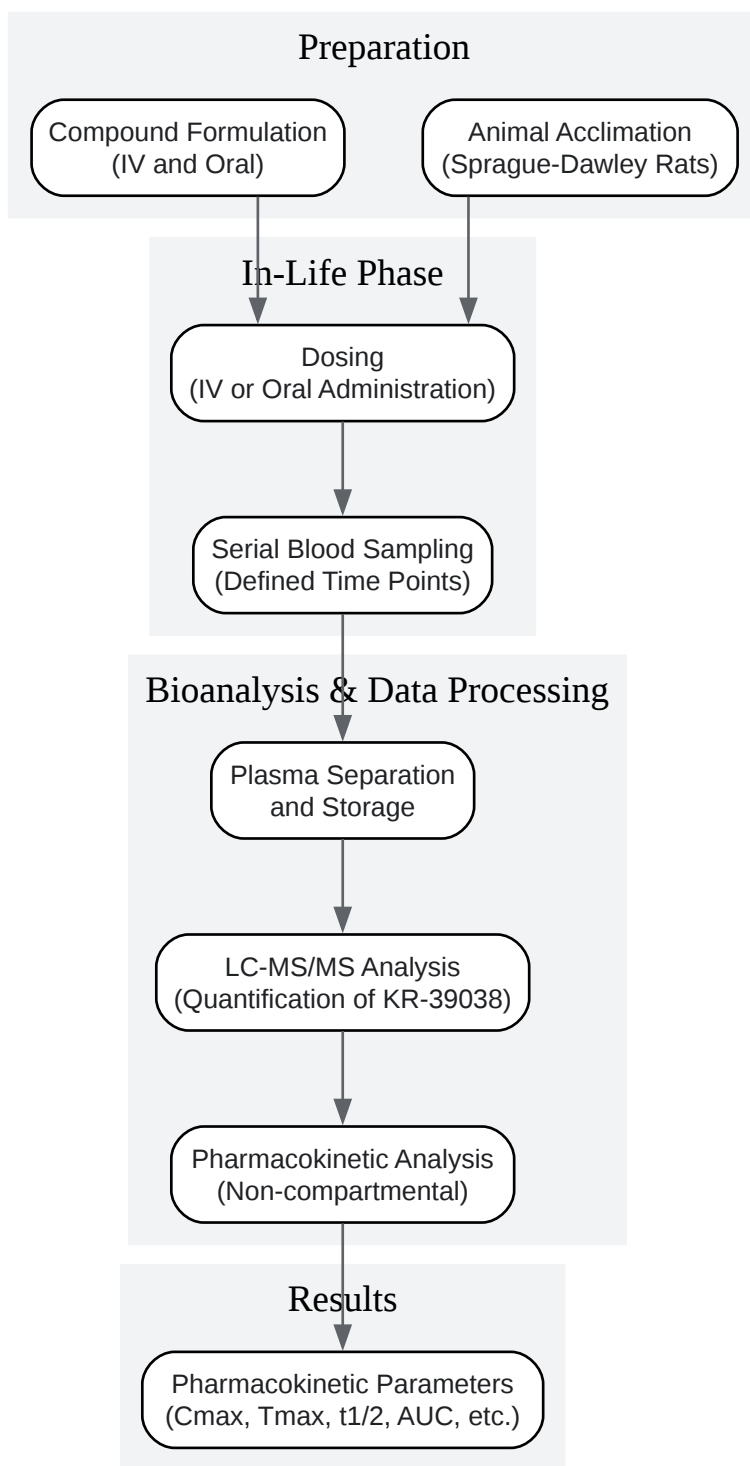 Preparation
Compound Formulation
(IV and Oral)
Animal Acclimation
(Sprague-Dawley Rats)
In-Life Phase
Dosing
(IV or Oral Administration)
Serial Blood Sampling
(Defined Time Points)
Bioanalysis & Data Processing
Plasma Separation
and Storage
LC-MS/MS Analysis
(Quantification of KR-39038)
Pharmacokinetic Analysis
(Non-compartmental)
Results
Pharmacokinetic Parameters
(Cmax, Tmax, t1/2, AUC, etc.)